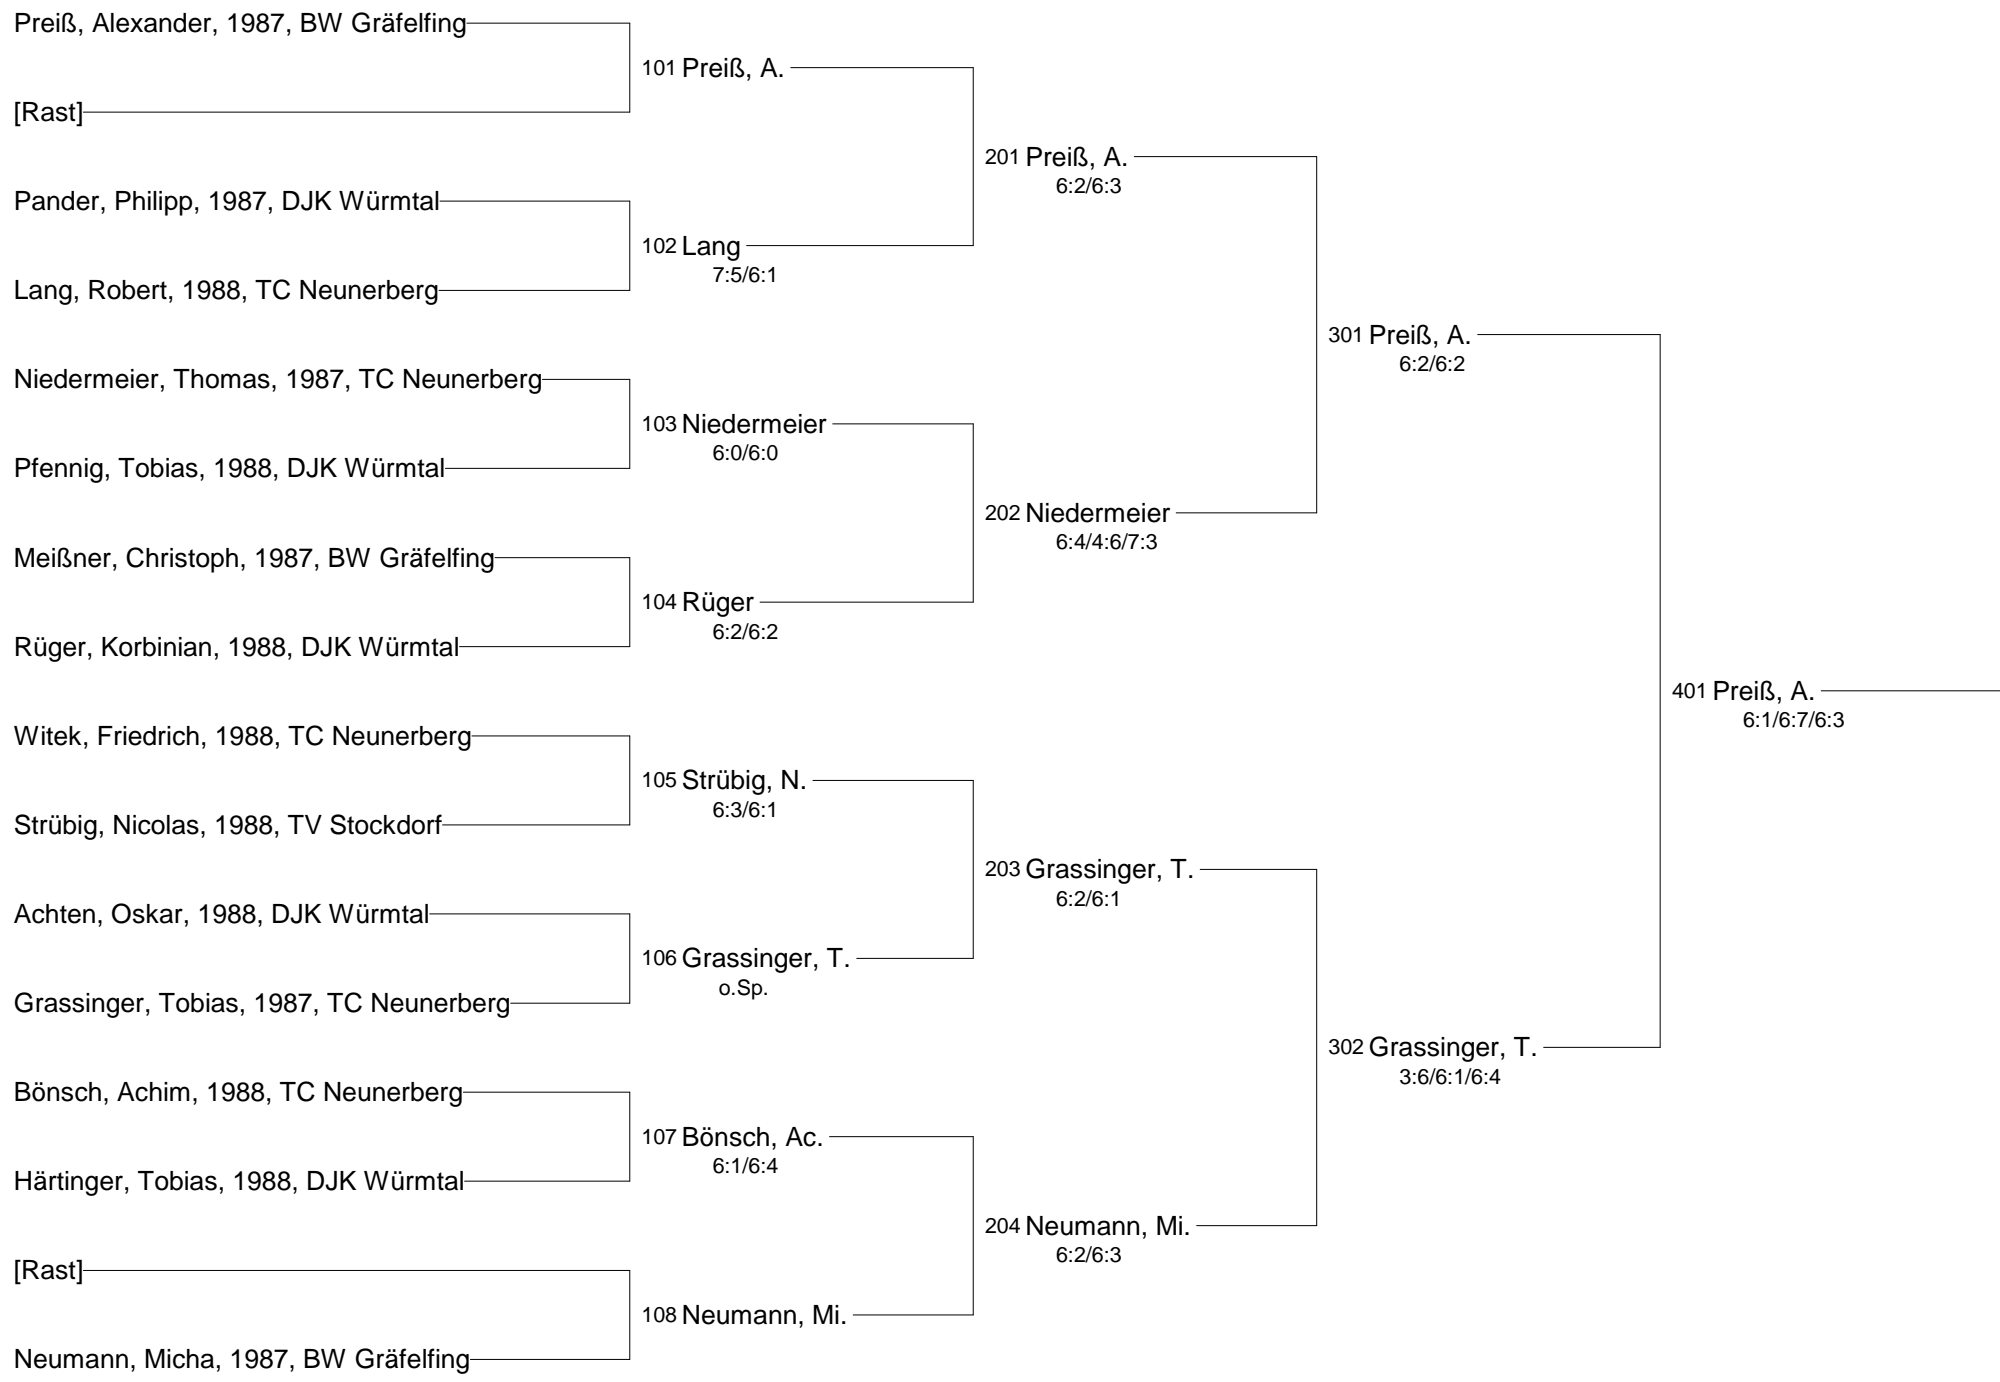 Preiß, Alexander, 1987, BW Gräfelfing
101 Preiß, A.
[Rast]
201 Preiß, A.
6:2/6:3
Pander, Philipp, 1987, DJK Würmtal
102 Lang
7:5/6:1
Lang, Robert, 1988, TC Neunerberg
301 Preiß, A.
6:2/6:2
Niedermeier, Thomas, 1987, TC Neunerberg
103 Niedermeier
6:0/6:0
Pfennig, Tobias, 1988, DJK Würmtal
202 Niedermeier
6:4/4:6/7:3
Meißner, Christoph, 1987, BW Gräfelfing
104 Rüger
6:2/6:2
Rüger, Korbinian, 1988, DJK Würmtal
401 Preiß, A.
6:1/6:7/6:3
Witek, Friedrich, 1988, TC Neunerberg
105 Strübig, N.
6:3/6:1
Strübig, Nicolas, 1988, TV Stockdorf
203 Grassinger, T.
6:2/6:1
Achten, Oskar, 1988, DJK Würmtal
106 Grassinger, T.
o.Sp.
Grassinger, Tobias, 1987, TC Neunerberg
302 Grassinger, T.
3:6/6:1/6:4
Bönsch, Achim, 1988, TC Neunerberg
107 Bönsch, Ac.
6:1/6:4
Härtinger, Tobias, 1988, DJK Würmtal
204 Neumann, Mi.
6:2/6:3
[Rast]
108 Neumann, Mi.
Neumann, Micha, 1987, BW Gräfelfing